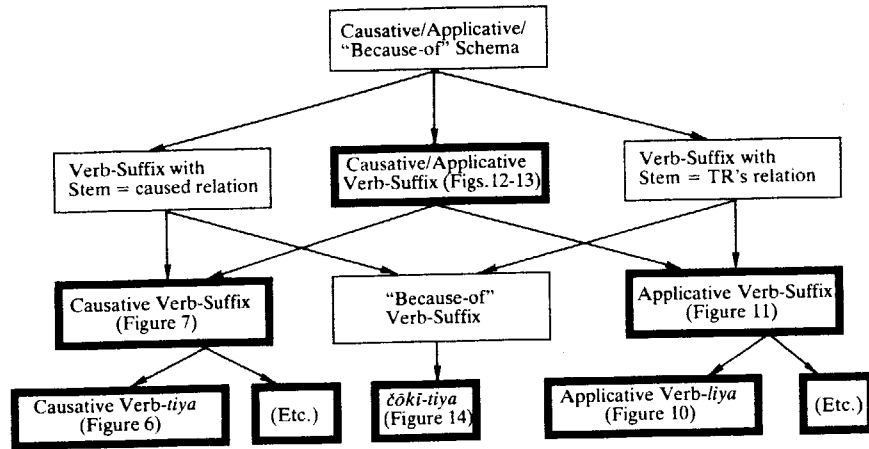 Causative/Applicative/
“Because-of” Schema
Verb-Suffix with
Stem = caused relation
Causative/Applicative
Verb-Suffix (Figs.12-13)
Verb-Suffix with
Stem = TR's relation
Causative Verb-Suffix
(Figure 7)
“Because-of”
Verb-Suffix
Applicative Verb-Suffix
(Figure 11)
Causative Verb-tiya
(Figure 6)
(Etc.)
čōkī-tiya
(Figure 14)
Applicative Verb-liya
(Figure 10)
(Etc.)